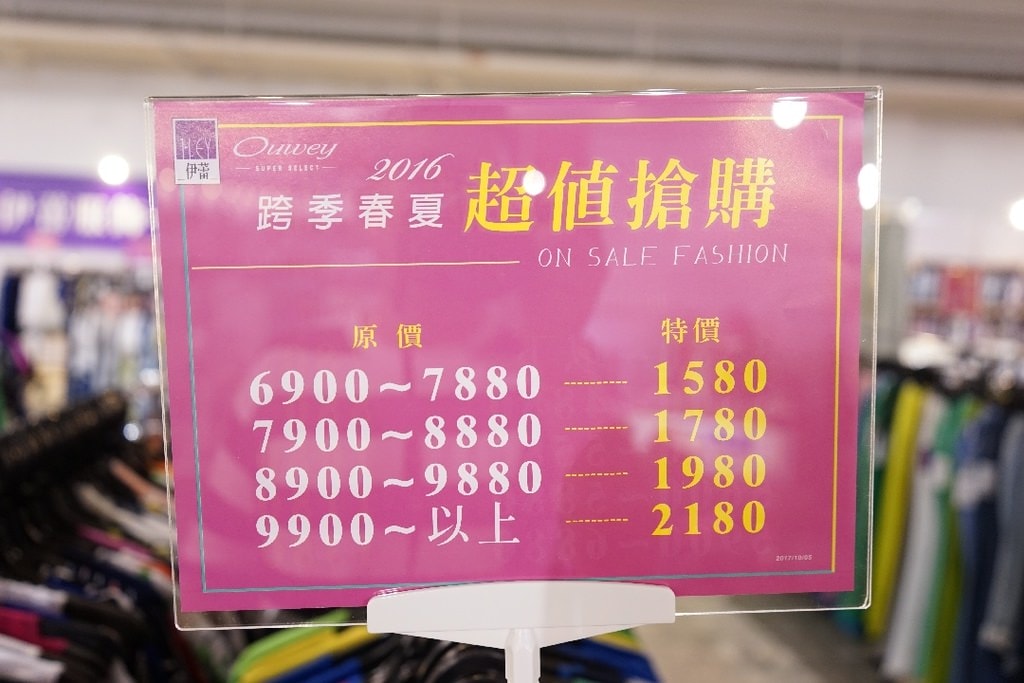 ILEY
伊蕾
Ouwey
SUPER SELECT
2016
跨季春夏 超值搶購
ON SALE FASHION
原價 特價
6900~7880 --------- 1580
7900~8880 --------- 1780
8900~9880 --------- 1980
9900~以上 --------- 2180